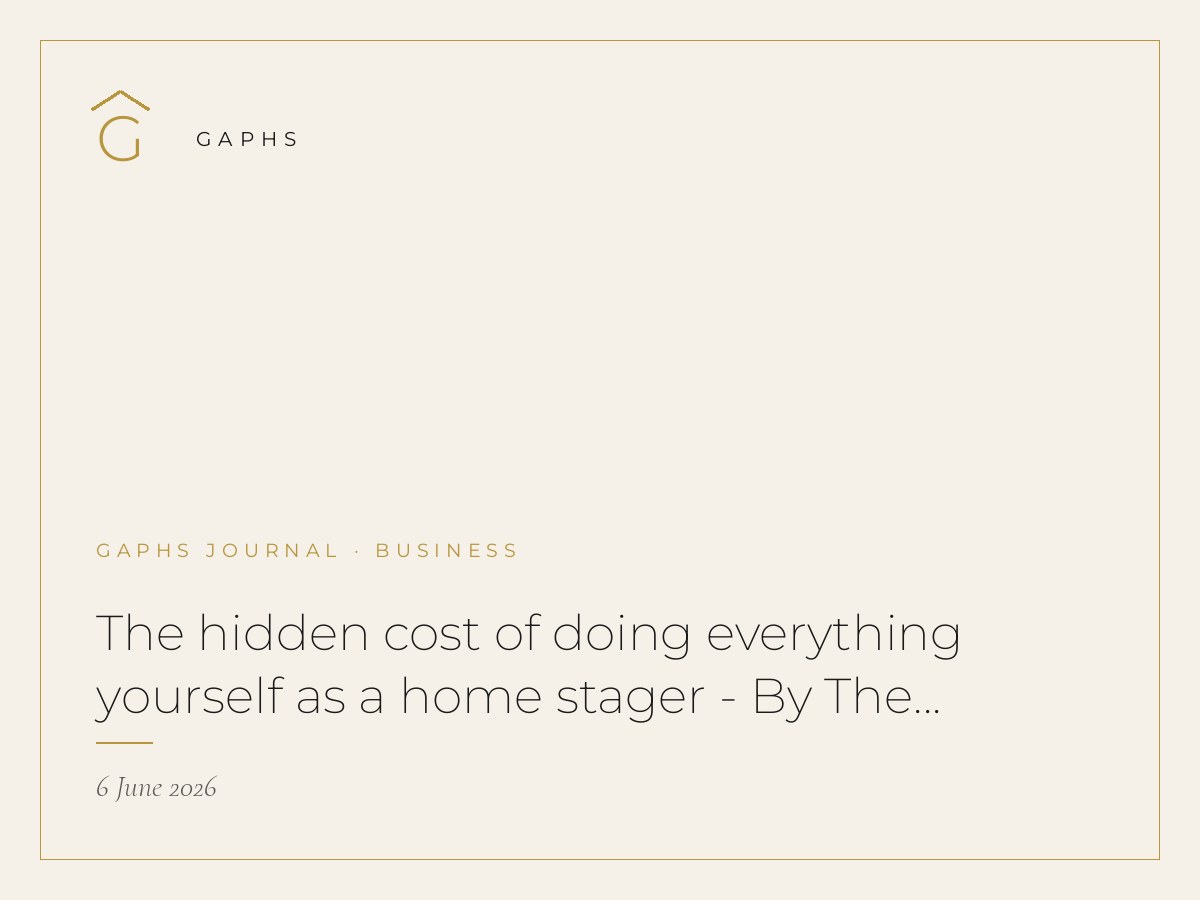 G
GAPHS
GAPHS JOURNAL · BUSINESS
The hidden cost of doing everything
yourself as a home stager - By The...
6 June 2026